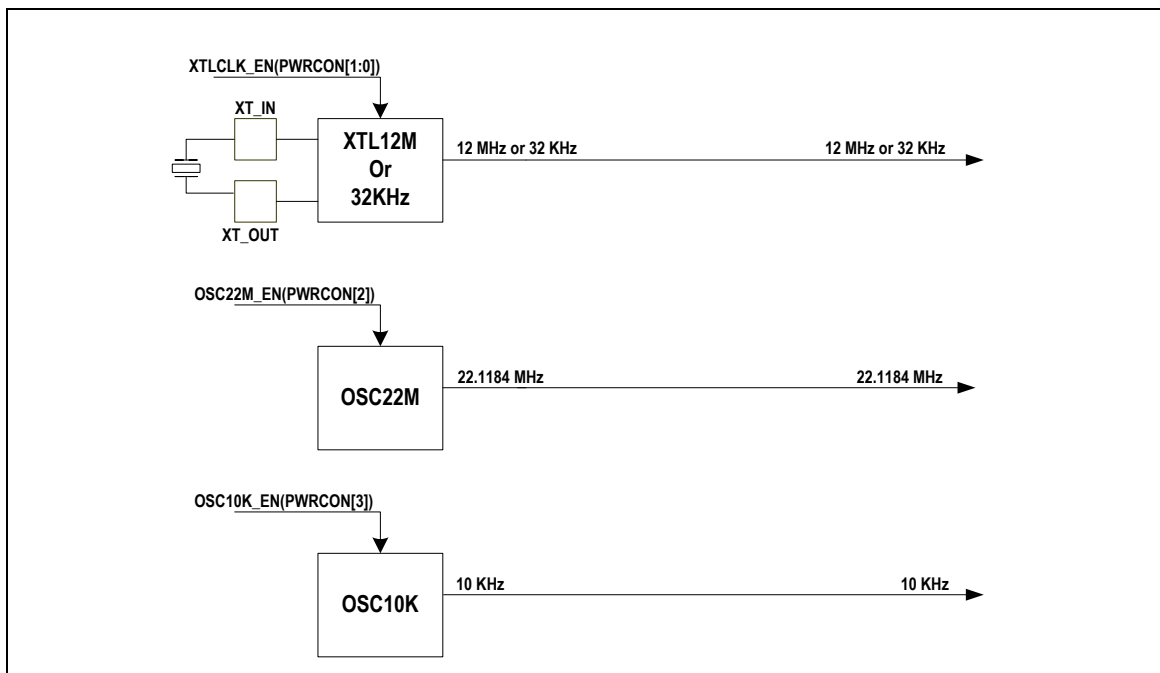 XTLCLK_EN(PWRCON[1:0])
XT_IN
XTL12M
Or
32KHz
12 MHz or 32 KHz
12 MHz or 32 KHz
XT_OUT
OSC22M_EN(PWRCON[2])
OSC22M
22.1184 MHz
22.1184 MHz
OSC10K_EN(PWRCON[3])
OSC10K
10 KHz
10 KHz